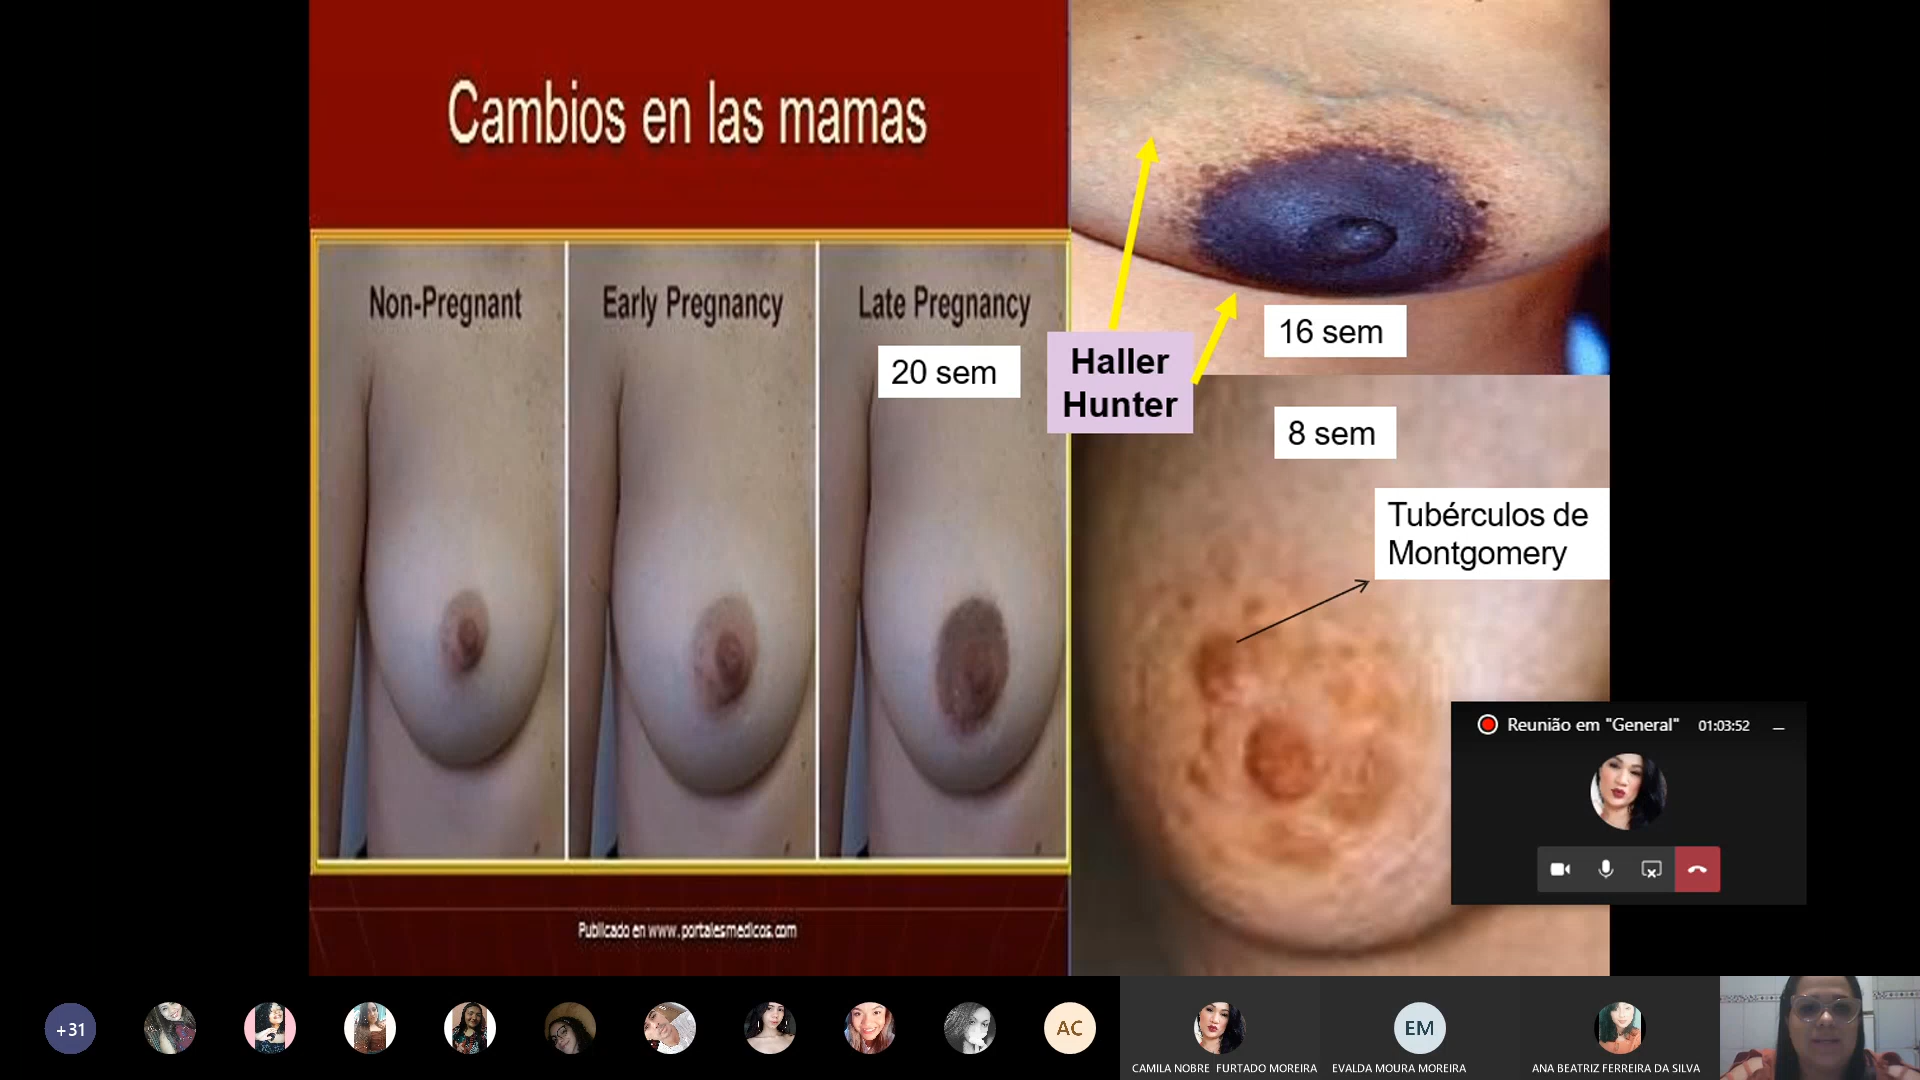 Cambios en las mamas
Non-Pregnant
Early Pregnancy
Late Pregnancy
20 sem
Haller
Hunter
16 sem
8 sem
Tubérculos de
Montgomery
Reunião em "General"
01:03:52
Publicado en www.portalesmedicos.com
+31
AC
EM
CAMILA NOBRE FURTADO MOREIRA
EVALDA MOURA MOREIRA
ANA BEATRIZ FERREIRA DA SILVA